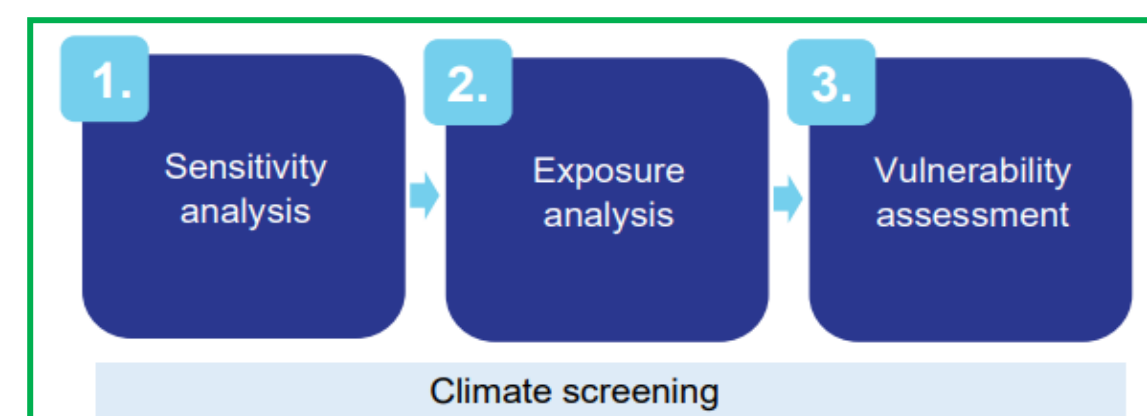 1.
Sensitivity
analysis
2.
Exposure
analysis
3.
Vulnerability
assessment
Climate screening